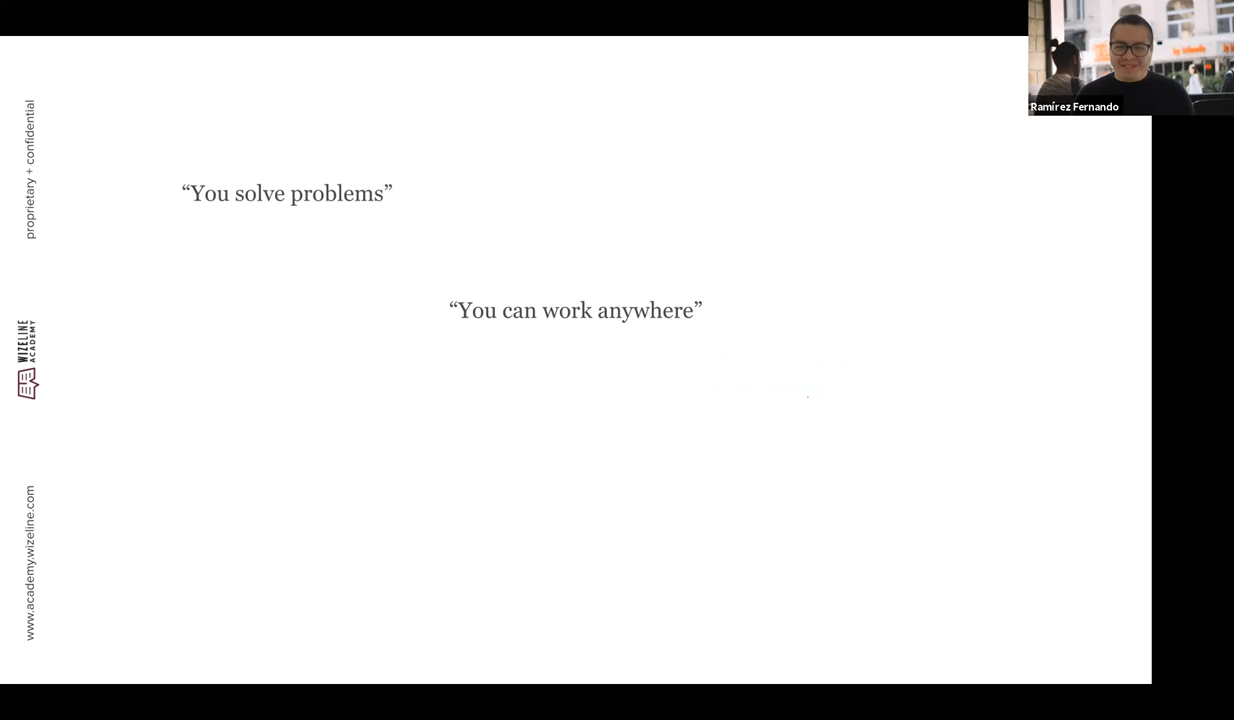 Ramírez Fernando
proprietary + confidential
“You solve problems”
“You can work anywhere”
WIZELINE
ACADEMY
www.academy.wizeline.com